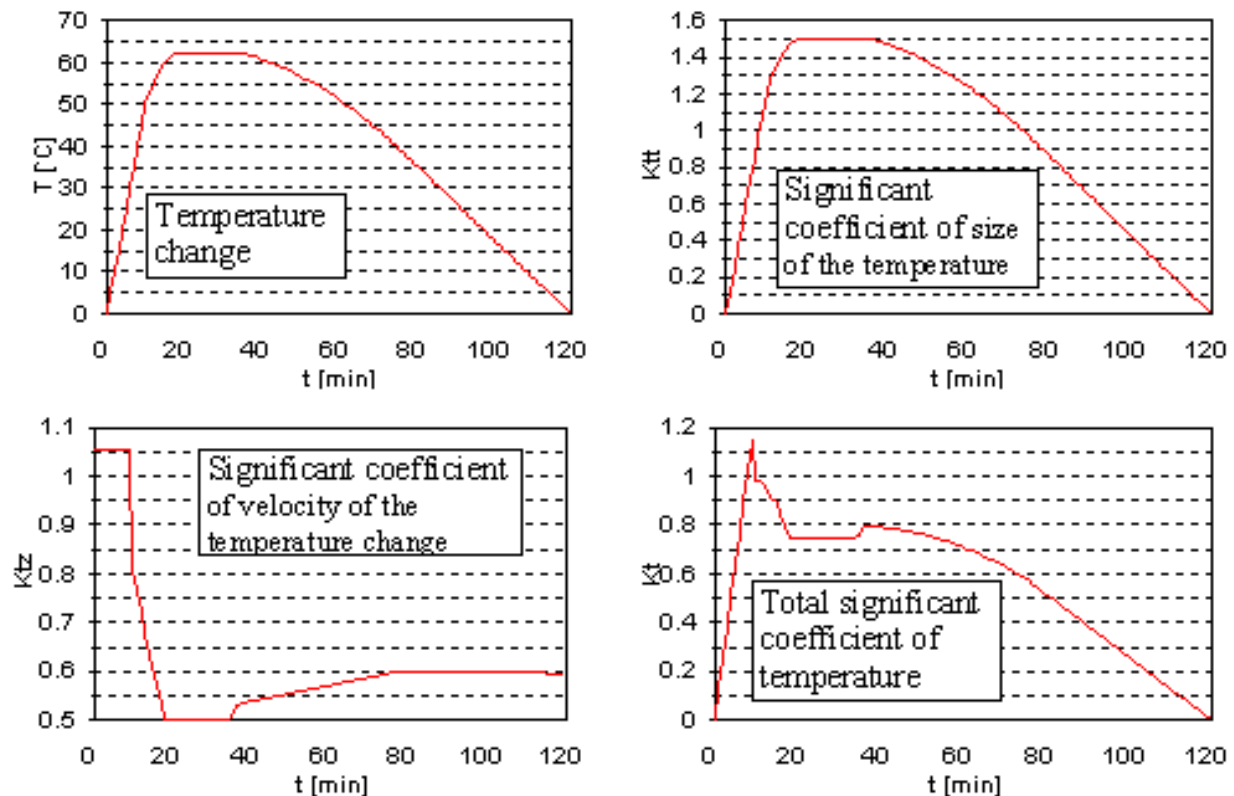 70
60
50
40
30
20
10
0
T [°C]
Temperature
change
0 20 40 60 80 100 120
t [min]
1.6
1.4
1.2
1
0.8
0.6
0.4
0.2
0
Ktt
Significant
coefficient of size
of the temperature
0 20 40 60 80 100 120
t [min]
1.1
1
0.9
0.8
0.7
0.6
0.5
Ktz
Significant coefficient
of velocity of the
temperature change
0 20 40 60 80 100 120
t [min]
1.2
1
0.8
0.6
0.4
0.2
0
Kt
Total significant
coefficient of
temperature
0 20 40 60 80 100 120
t [min]